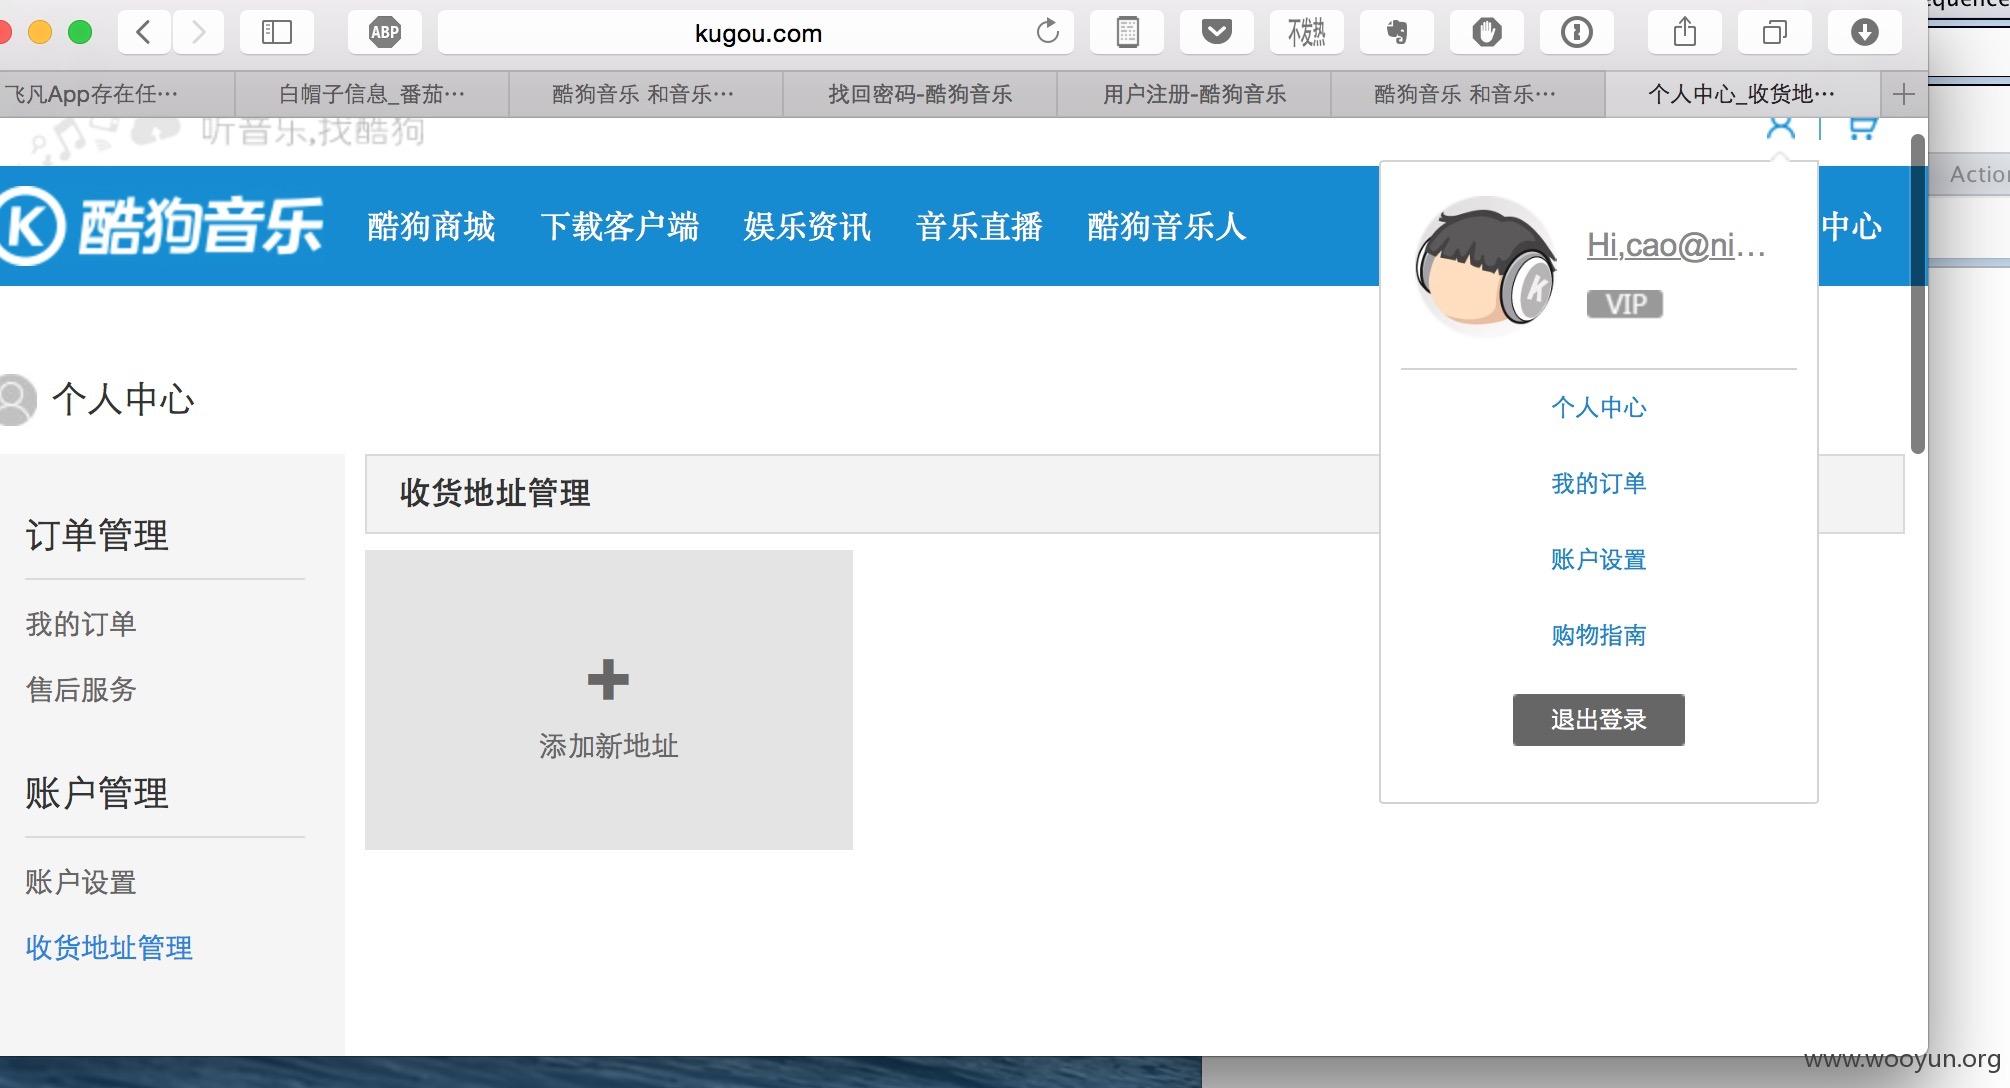 ABP
kugou.com
不发热
飞凡App存在任…
白帽子信息_番茄…
酷狗音乐 和音乐…
找回密码-酷狗音乐
用户注册-酷狗音乐
酷狗音乐 和音乐…
个人中心_收货地…
听音乐,找酷狗
Action
K 酷狗音乐
酷狗商城
下载客户端
娱乐资讯
音乐直播
酷狗音乐人
中心
Hi,cao@ni...
VIP
个人中心
我的订单
账户设置
购物指南
退出登录
个人中心
收货地址管理
添加新地址
订单管理
我的订单
售后服务
账户管理
账户设置
收货地址管理
www.wooyun.org